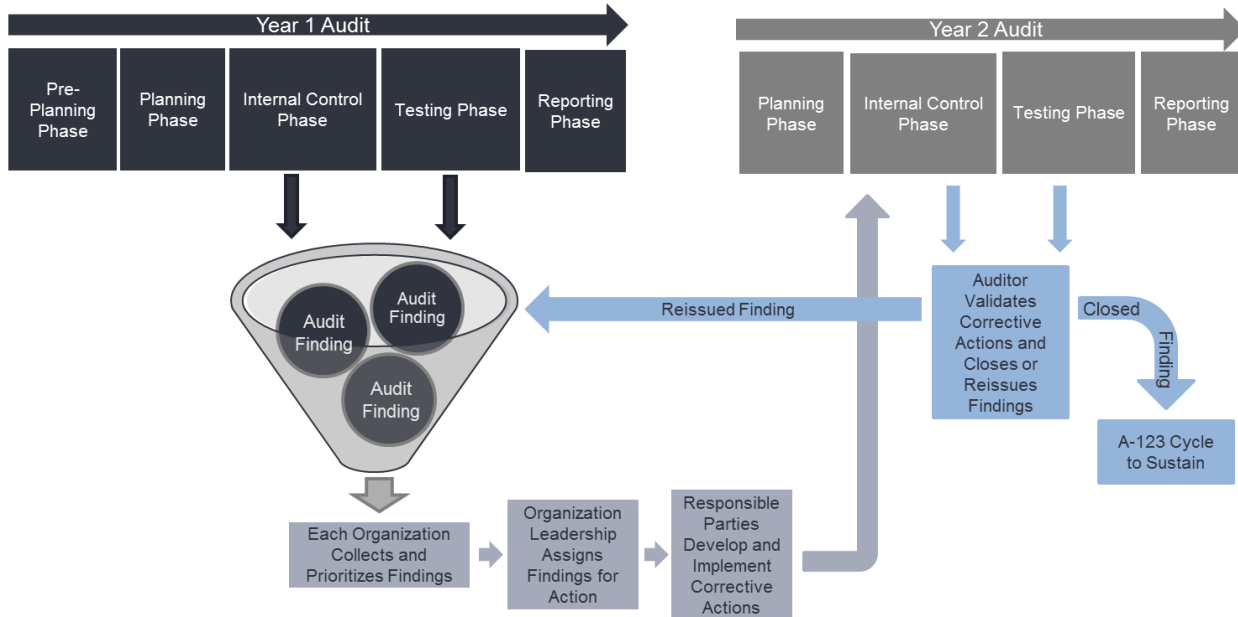 Year 1 Audit
Pre-
Planning
Phase
Planning
Phase
Internal Control
Phase
Testing Phase
Reporting
Phase
Year 2 Audit
Planning
Phase
Internal Control
Phase
Testing Phase
Reporting
Phase
Audit
Finding
Audit
Finding
Audit
Finding
Reissued Finding
Auditor
Validates
Corrective
Actions and
Closes or
Reissues
Findings
Closed
Finding
A-123 Cycle
to Sustain
Each Organization
Collects and
Prioritizes Findings
Organization
Leadership
Assigns
Findings for
Action
Responsible
Parties
Develop and
Implement
Corrective
Actions